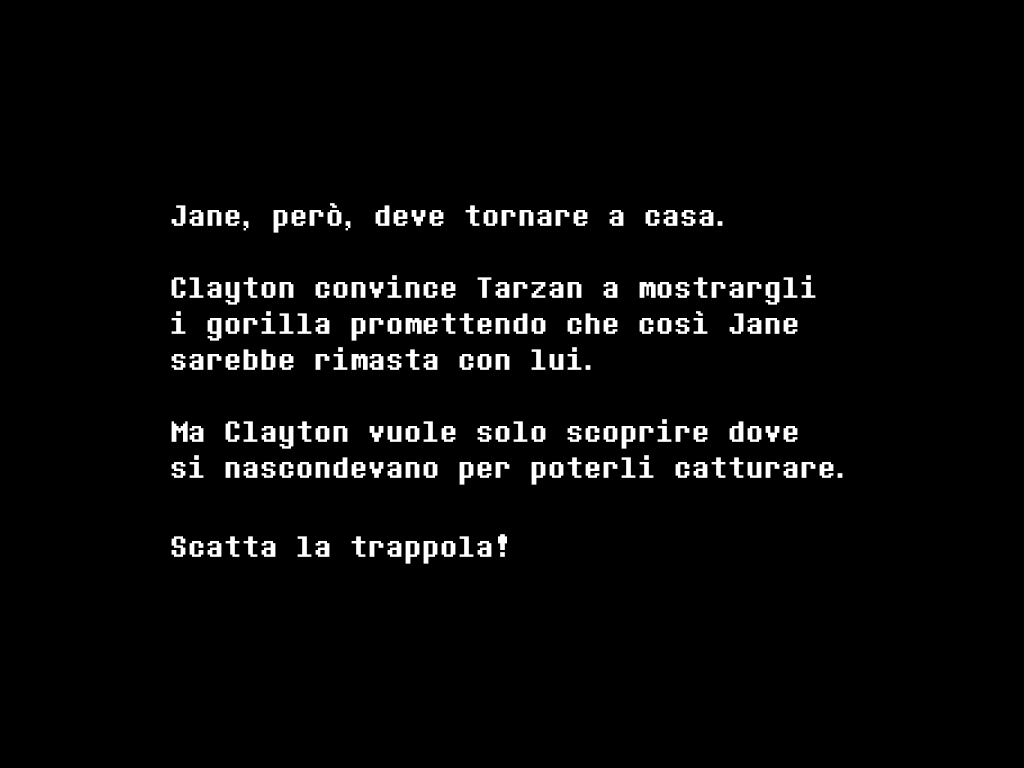 Jane, però, deve tornare a casa.
Clayton convince Tarzan a mostrargli
i gorilla promettendo che così Jane
sarebbe rimasta con lui.
Ma Clayton vuole solo scoprire dove
si nascondevano per poterli catturare.
Scatta la trappola!